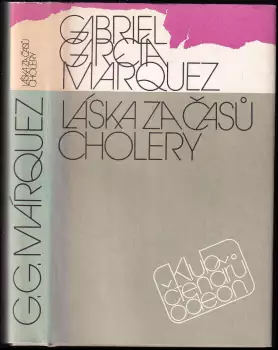 GABRIEL
GARCÍA
MÁRQUEZ
LÁSKA ZA ČASŮ
CHOLERY
Klub
čtenářů
odeon
G. G. MÁRQUEZ
LÁSKA ZA ČASŮ
CHOLERY